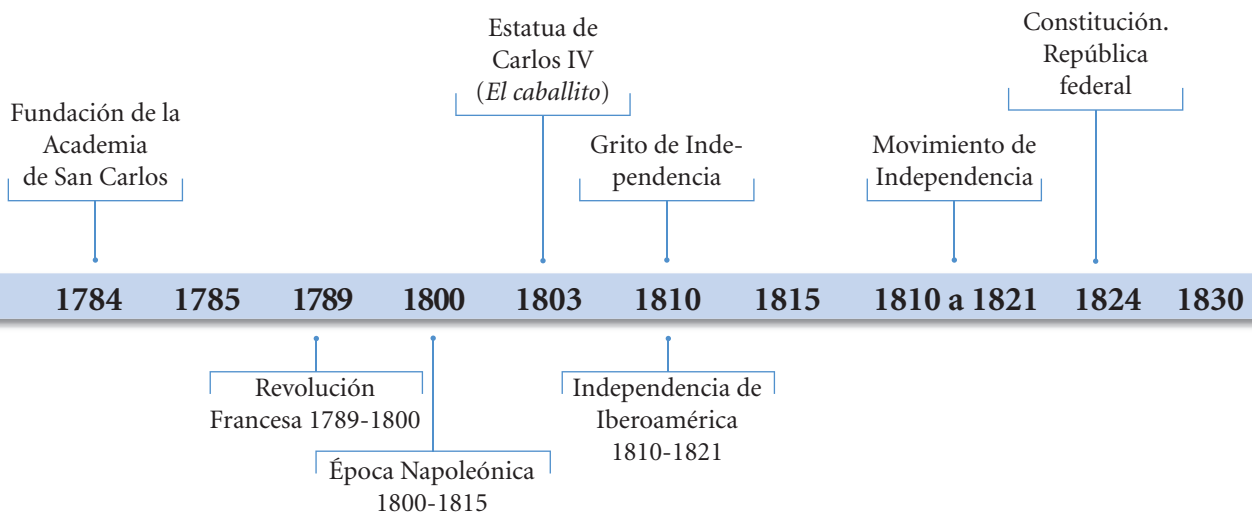 Fundación de la
Academia
de San Carlos
Estatua de
Carlos IV
(El caballito)
Grito de Inde-
pendencia
Movimiento de
Independencia
Constitución.
República
federal
1784 1785 1789 1800 1803 1810 1815 1810 a 1821 1824 1830
Revolución
Francesa 1789-1800
Época Napoleónica
1800-1815
Independencia de
Iberoamérica
1810-1821